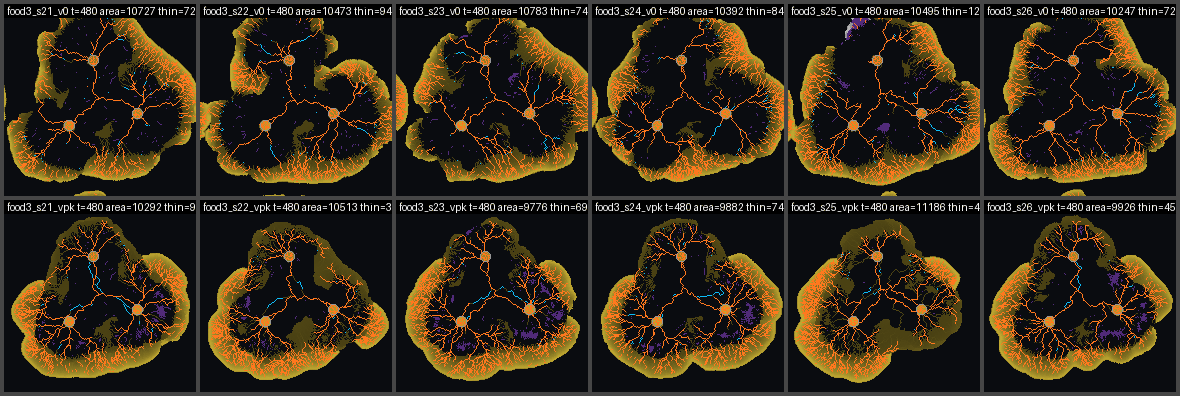 food3_s21_v0 t=480 area=10727 thin=72
food3_s22_v0 t=480 area=10473 thin=94
food3_s23_v0 t=480 area=10783 thin=74
food3_s24_v0 t=480 area=10392 thin=84
food3_s25_v0 t=480 area=10495 thin=12
food3_s26_v0 t=480 area=10247 thin=72
food3_s21_vpk t=480 area=10292 thin=9
food3_s22_vpk t=480 area=10513 thin=3
food3_s23_vpk t=480 area=9776 thin=69
food3_s24_vpk t=480 area=9882 thin=74
food3_s25_vpk t=480 area=11186 thin=4
food3_s26_vpk t=480 area=9926 thin=45